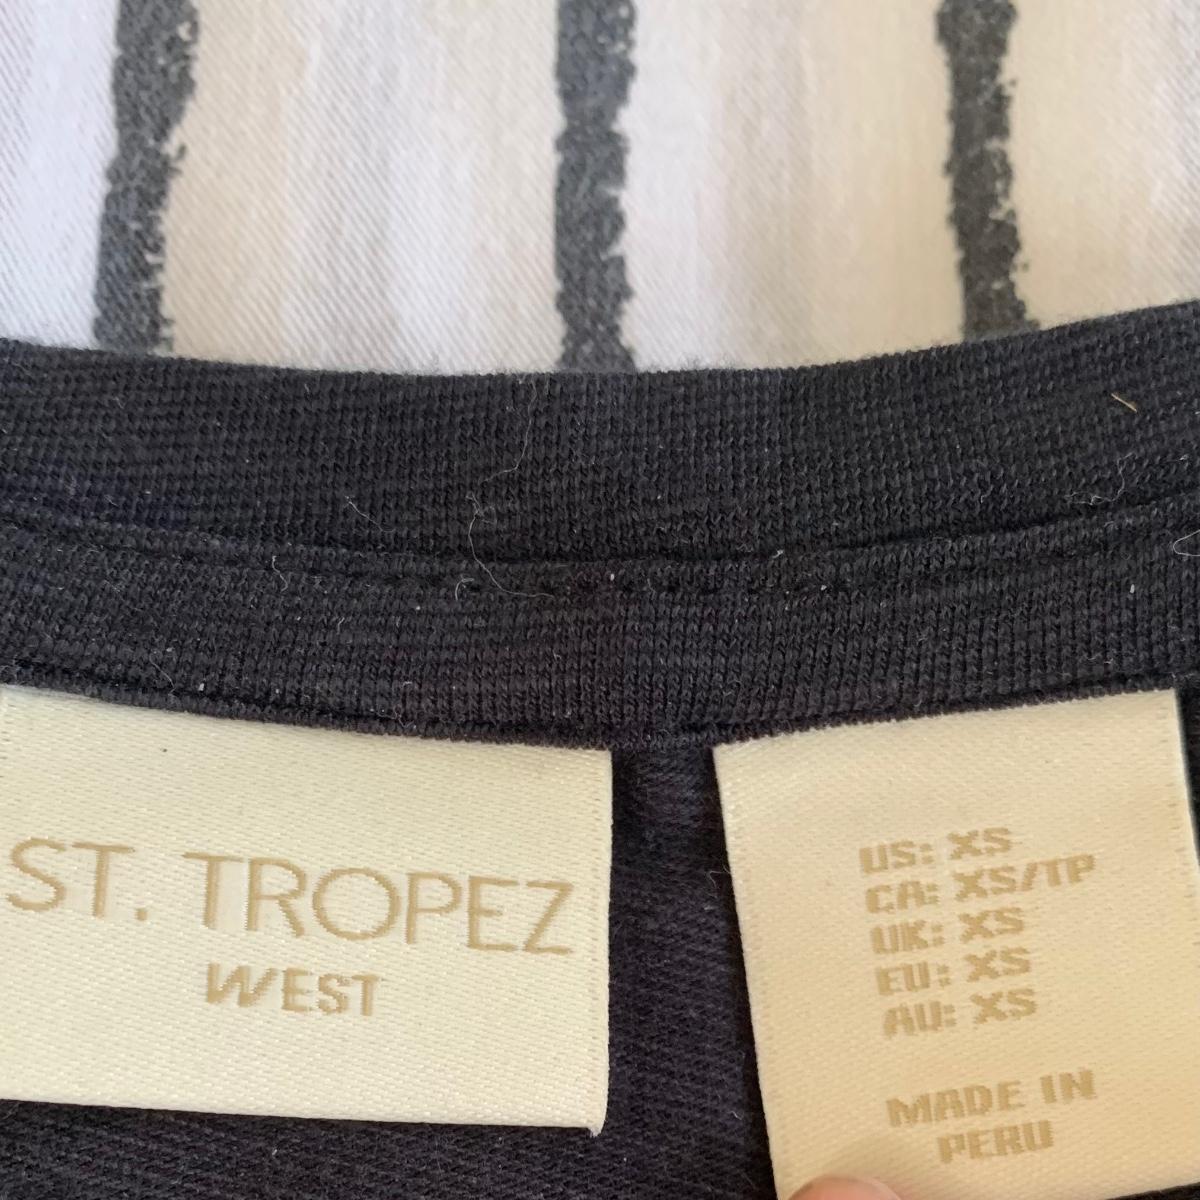 ST. TROPEZ
WEST
US: XS
CA: XS/TP
UK: XS
EU: XS
AU: XS
MADE IN
PERU